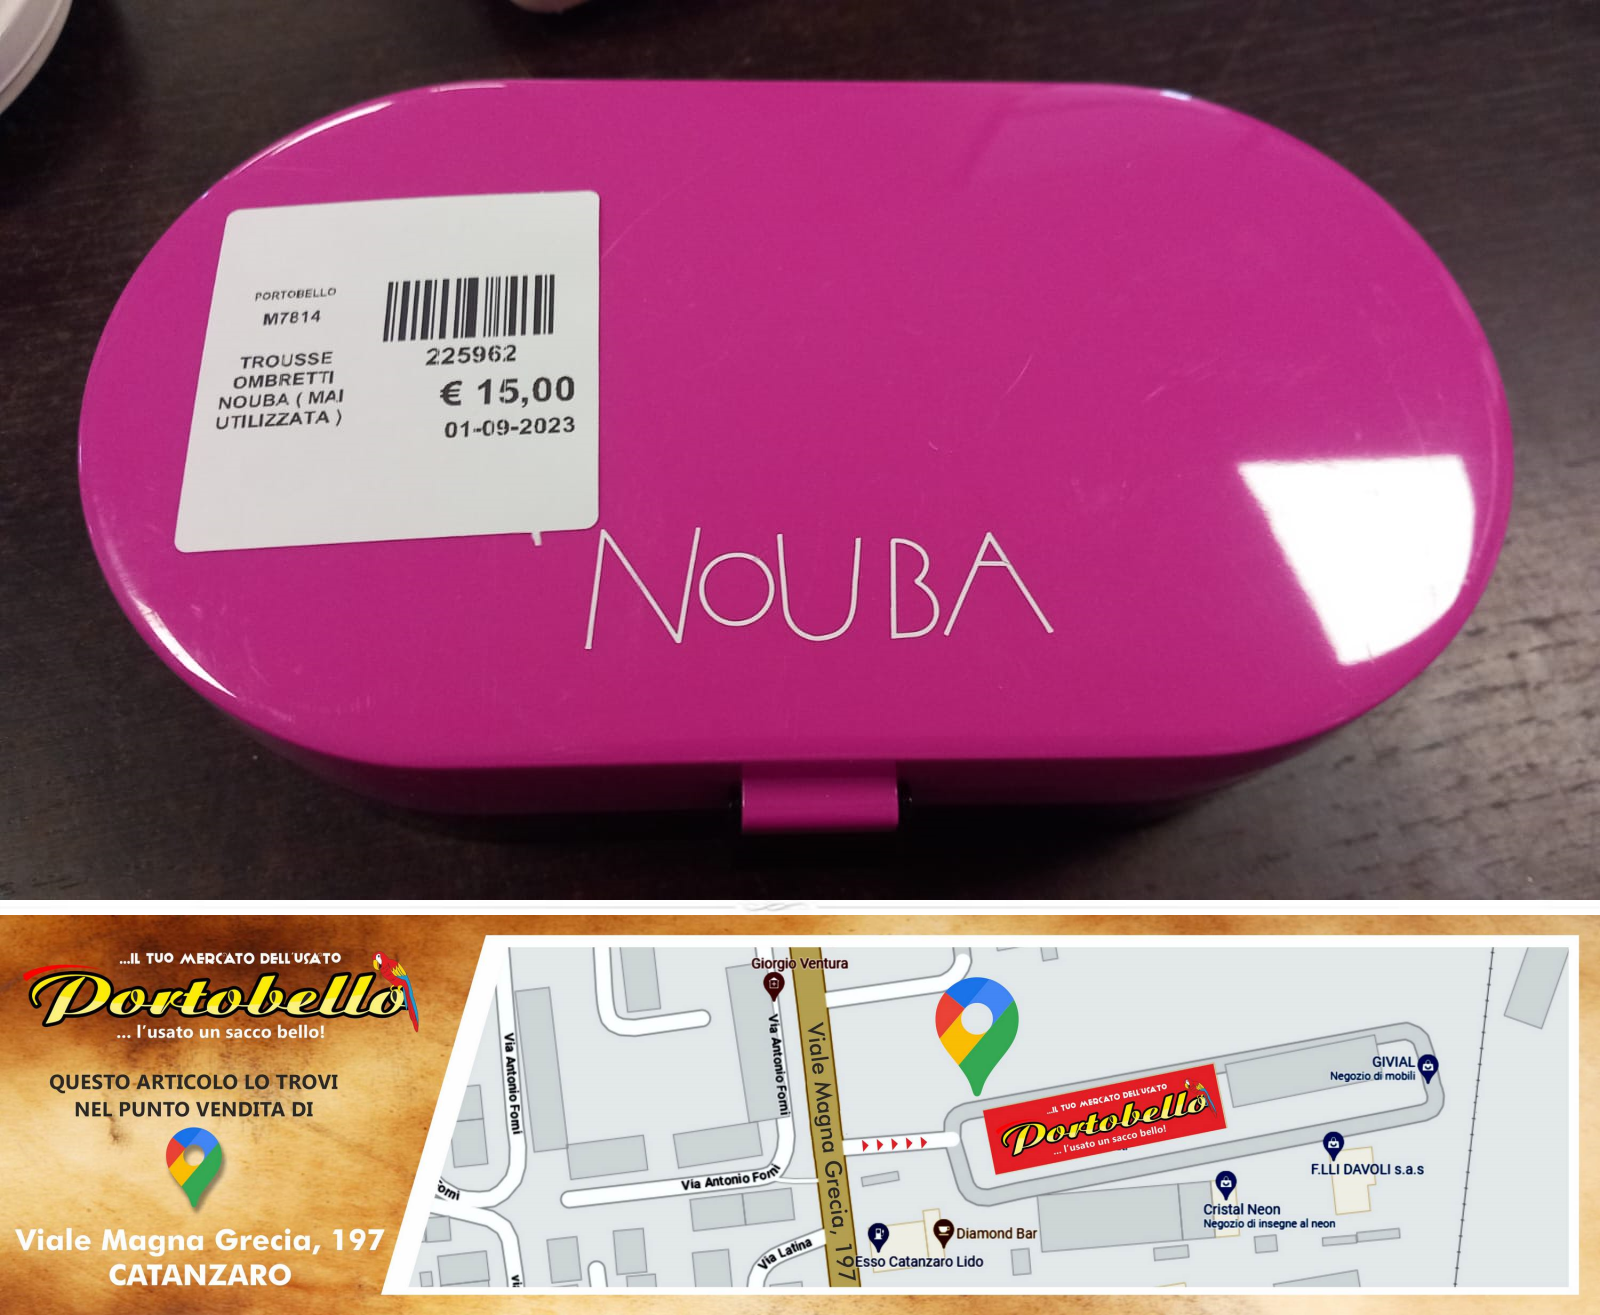 PORTOBELLO
M7814
TROUSSE
OMBRETTI
NOUBA ( MAI
UTILIZZATA )
225962
€ 15,00
01-09-2023
NOUBA
...IL TUO MERCATO DELL'USATO
Portobello
... l'usato un sacco bello!
QUESTO ARTICOLO LO TROVI
NEL PUNTO VENDITA DI
Viale Magna Grecia, 197
CATANZARO
Giorgio Ventura
Via Antonio Forni
Via Antonio Forni
Viale Magna Grecia, 197
GIVIAL
Negozio di mobili
...IL TUO MERCATO DELL'USATO
Portobello
... l'usato un sacco bello!
F.LLI DAVOLI s.a.s
Via Antonio Forni
Cristal Neon
Negozio di insegne al neon
Diamond Bar
Via Latina
Esso Catanzaro Lido